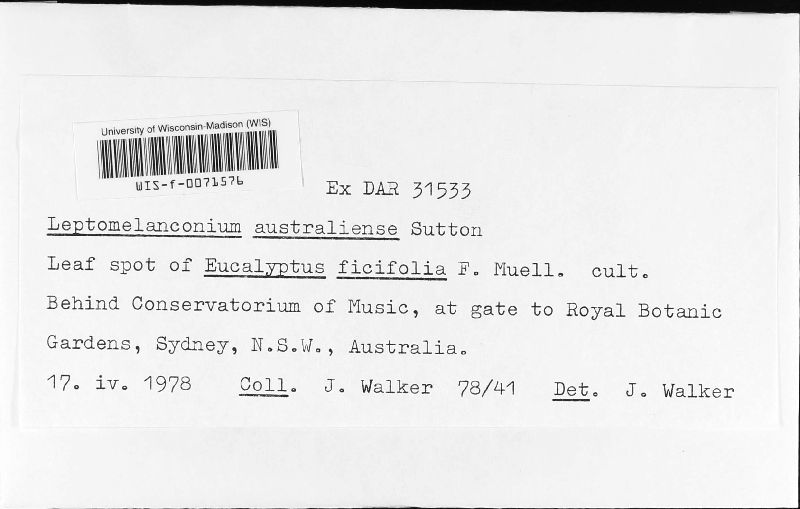 University of Wisconsin-Madison (WIS)
WIS-f-0071576
Ex DAR 31533
Leptomelanconium australiense Sutton
Leaf spot of Eucalyptus ficifolia F. Muell. cult.
Behind Conservatorium of Music, at gate to Royal Botanic
Gardens, Sydney, N.S.W., Australia.
17. iv. 1978 Coll. J. Walker 78/41 Det. J. Walker